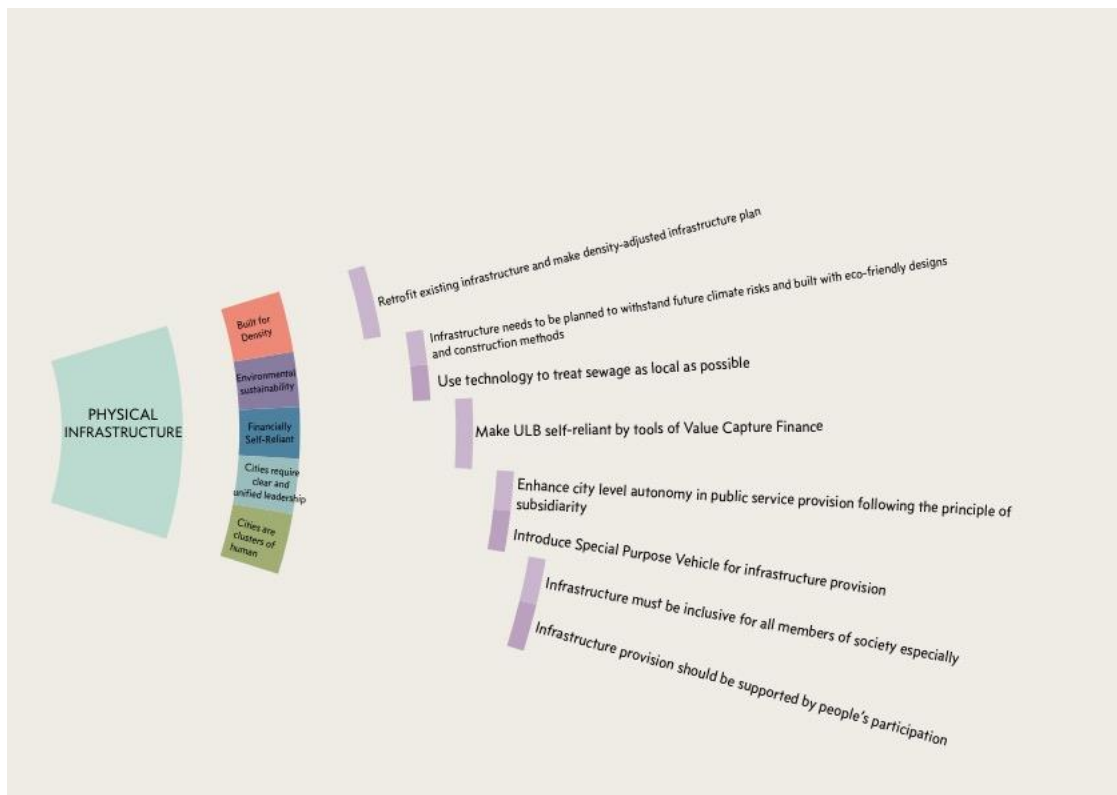 PHYSICAL
INFRASTRUCTURE
Built for
Density
Environmental
sustainability
Financially
Self-Reliant
Cities require
clear and
unified leadership
Cities are
clusters of
human
Retrofit existing infrastructure and make density-adjusted infrastructure plan
Infrastructure needs to be planned to withstand future climate risks and built with eco-friendly designs
and construction methods
Use technology to treat sewage as local as possible
Make ULB self-reliant by tools of Value Capture Finance
Enhance city level autonomy in public service provision following the principle of
subsidiarity
Introduce Special Purpose Vehicle for infrastructure provision
Infrastructure must be inclusive for all members of society especially
Infrastructure provision should be supported by people's participation